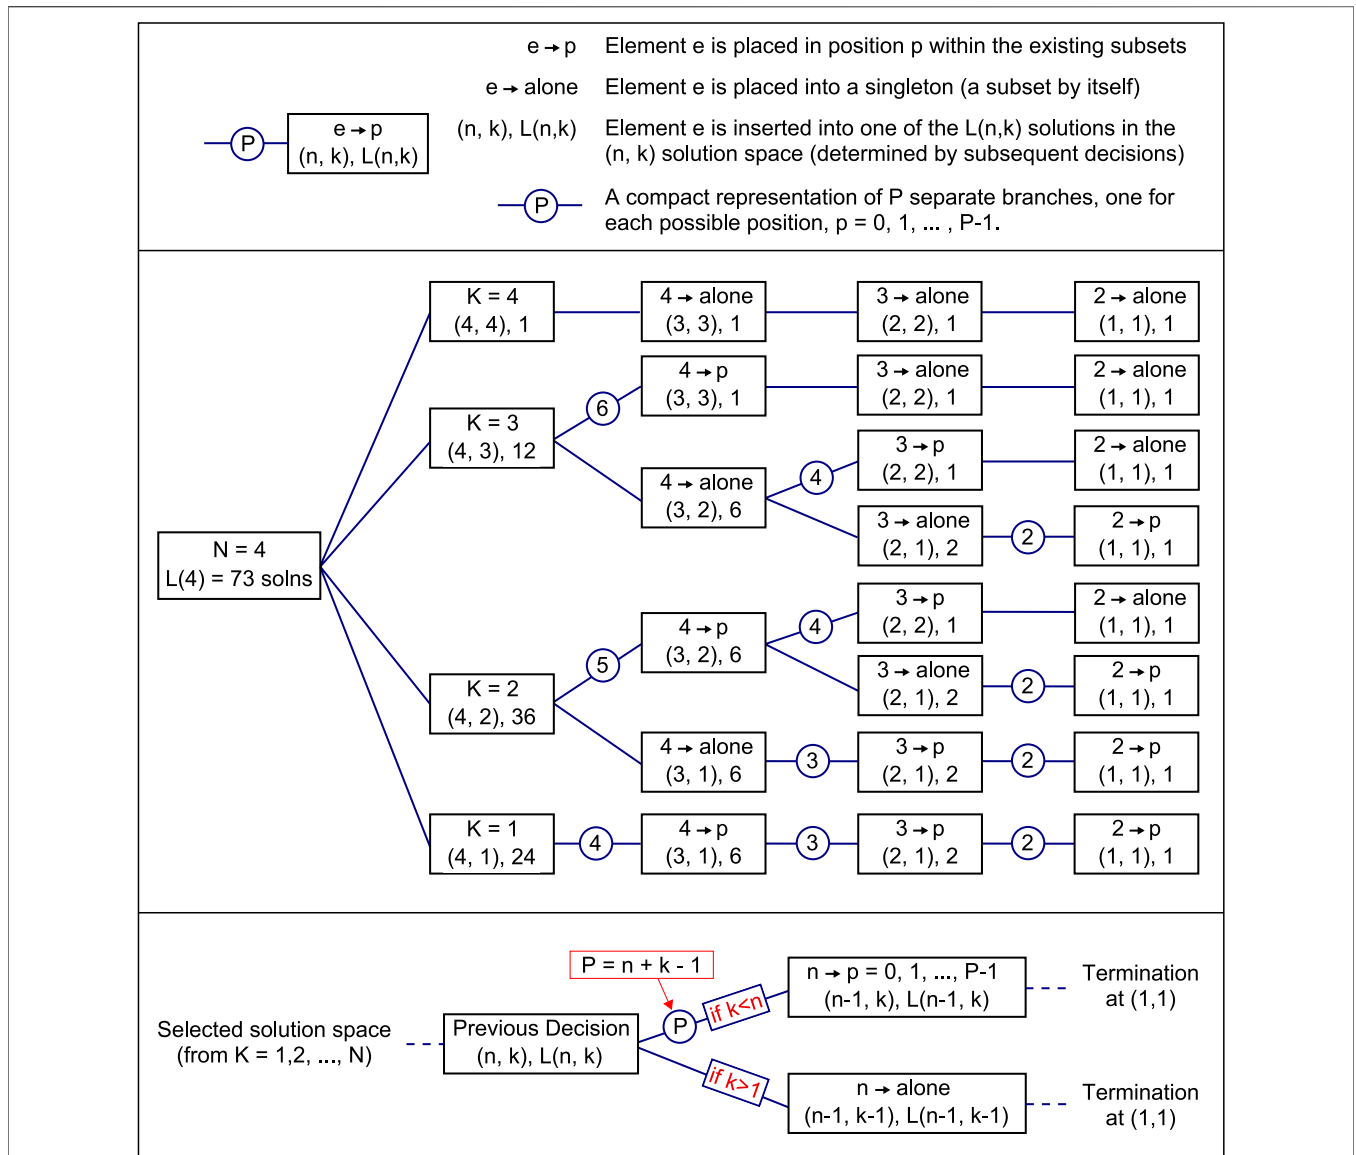 e → p Element e is placed in position p within the existing subsets
e → alone Element e is placed into a singleton (a subset by itself)
P
e → p
(n, k), L(n,k)
(n, k), L(n,k) Element e is inserted into one of the L(n,k) solutions in the
(n, k) solution space (determined by subsequent decisions)
P A compact representation of P separate branches, one for
each possible position, p = 0, 1, ... , P-1.
N = 4
L(4) = 73 solns
K = 4
(4, 4), 1
4 → alone
(3, 3), 1
3 → alone
(2, 2), 1
2 → alone
(1, 1), 1
K = 3
(4, 3), 12
6
4 → p
(3, 3), 1
3 → alone
(2, 2), 1
2 → alone
(1, 1), 1
4 → alone
(3, 2), 6
4
3 → p
(2, 2), 1
2 → alone
(1, 1), 1
3 → alone
(2, 1), 2
2
2 → p
(1, 1), 1
K = 2
(4, 2), 36
5
4 → p
(3, 2), 6
4
3 → p
(2, 2), 1
2 → alone
(1, 1), 1
3 → alone
(2, 1), 2
2
2 → p
(1, 1), 1
4 → alone
(3, 1), 6
3
3 → p
(2, 1), 2
2
2 → p
(1, 1), 1
K = 1
(4, 1), 24
4
4 → p
(3, 1), 6
3
3 → p
(2, 1), 2
2
2 → p
(1, 1), 1
Selected solution space
(from K = 1,2, ..., N)
Previous Decision
(n, k), L(n, k)
P = n + k - 1
P
if k<n
n → p = 0, 1, ..., P-1
(n-1, k), L(n-1, k)
Termination
at (1,1)
if k>1
n → alone
(n-1, k-1), L(n-1, k-1)
Termination
at (1,1)